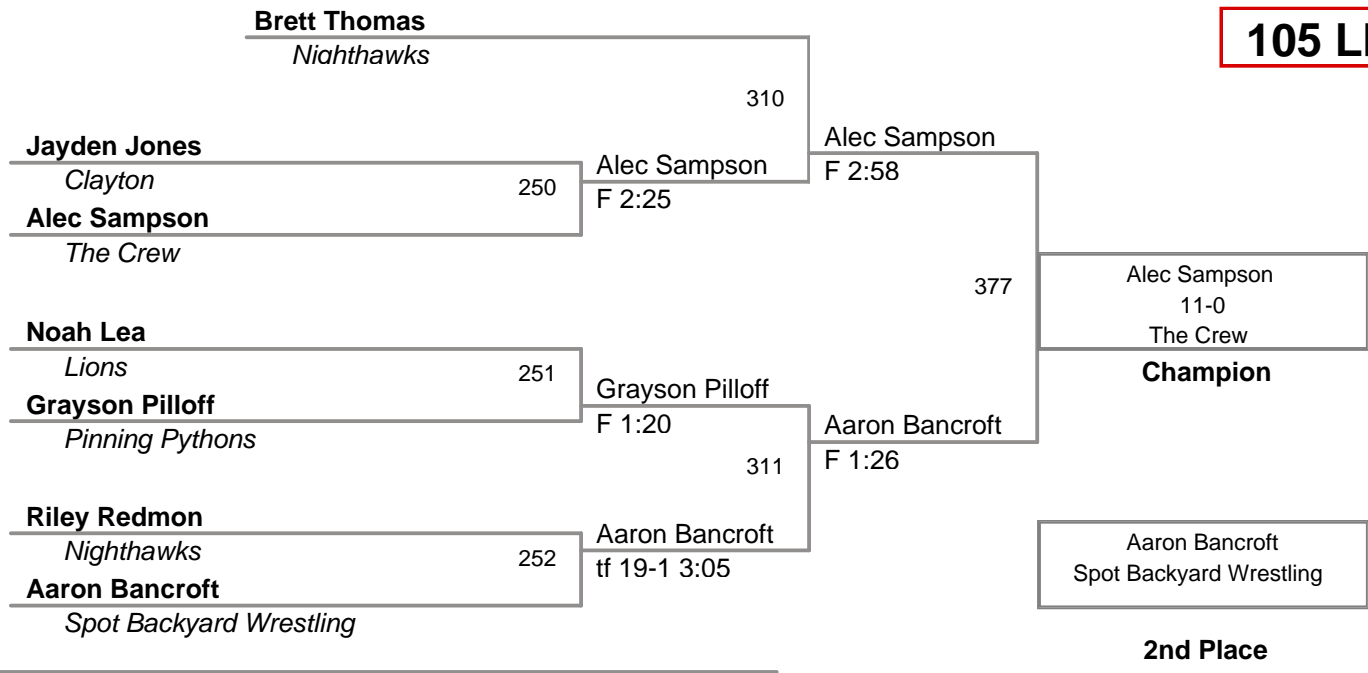 Brett Thomas
Nighthawks
105 L
310
Jayden Jones
Clayton
250
Alec Sampson
The Crew
Alec Sampson
F 2:25
Alec Sampson
F 2:58
377
Alec Sampson
11-0
The Crew
Champion
Noah Lea
Lions
251
Grayson Pilloff
Pinning Pythons
Grayson Pilloff
F 1:20
311
Aaron Bancroft
F 1:26
Riley Redmon
Nighthawks
252
Aaron Bancroft
Spot Backyard Wrestling
Aaron Bancroft
tf 19-1 3:05
Aaron Bancroft
Spot Backyard Wrestling
2nd Place